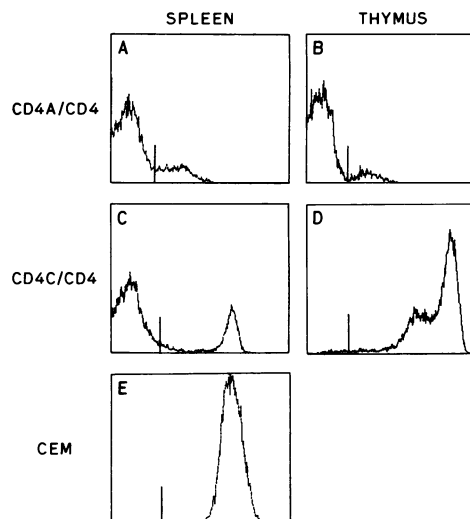 SPLEEN THYMUS
A B
CD4A/CD4
C D
CD4C/CD4
E
CEM